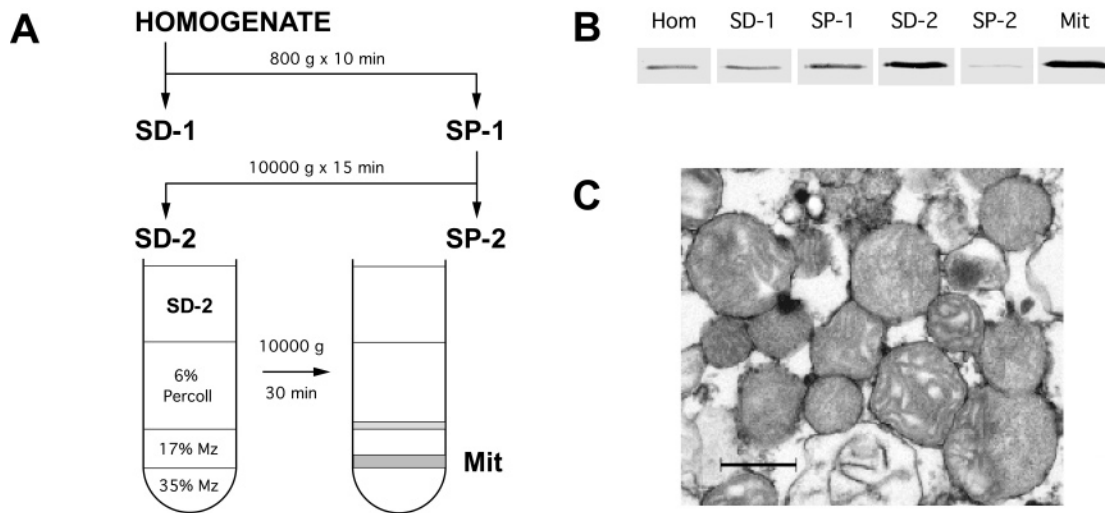 A
HOMOGENATE
800 g x 10 min
SD-1
SP-1
10000 g x 15 min
SD-2
SP-2
SD-2
6%
Percoll
17% Mz
35% Mz
10000 g
30 min
Mit
B
Hom SD-1 SP-1 SD-2 SP-2 Mit
C